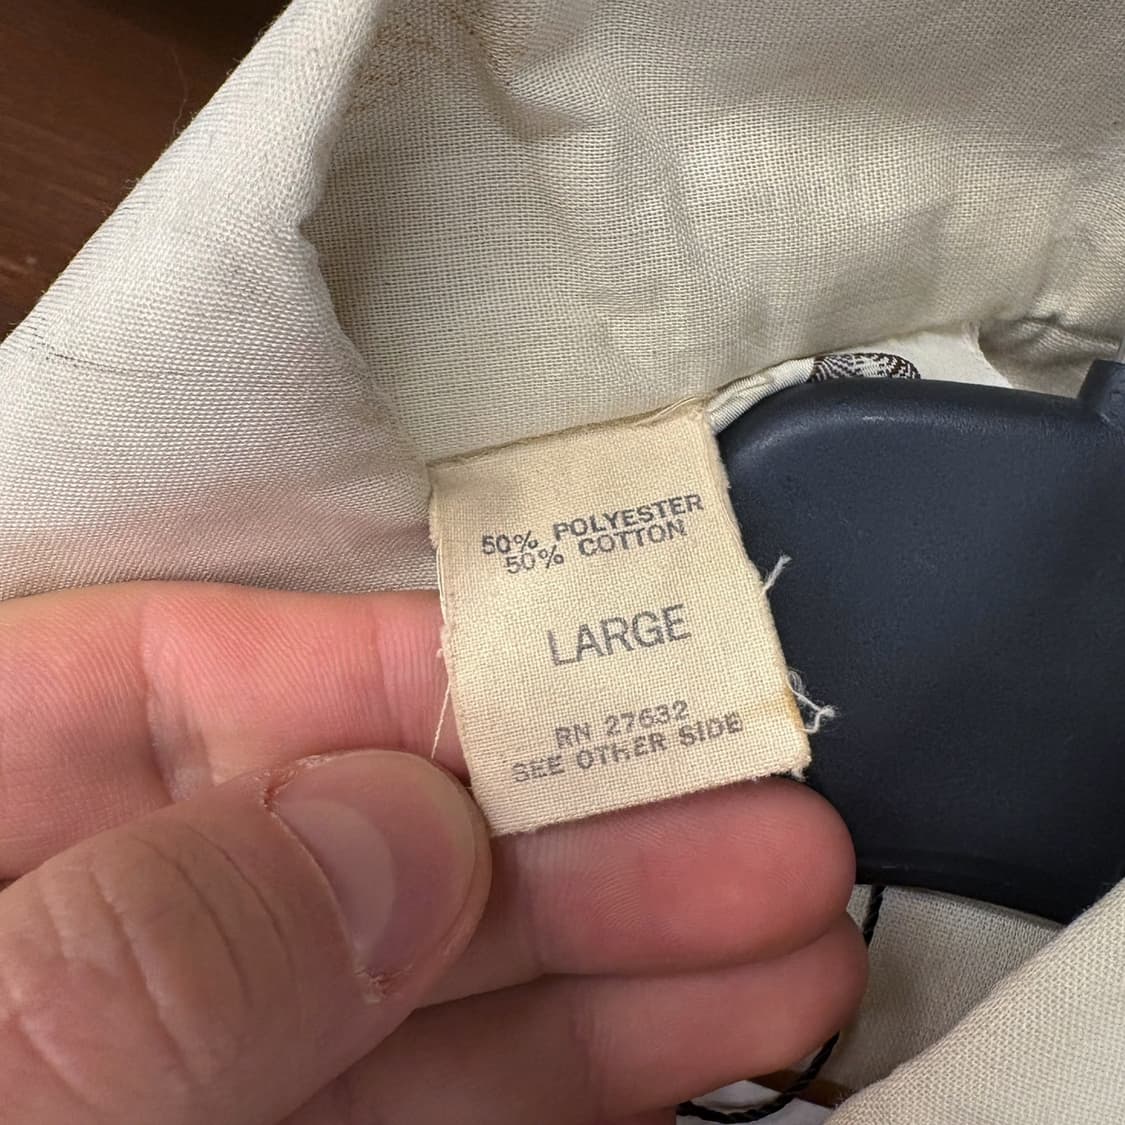 50% POLYESTER
50% COTTON
LARGE
RN 27632
SEE OTHER SIDE